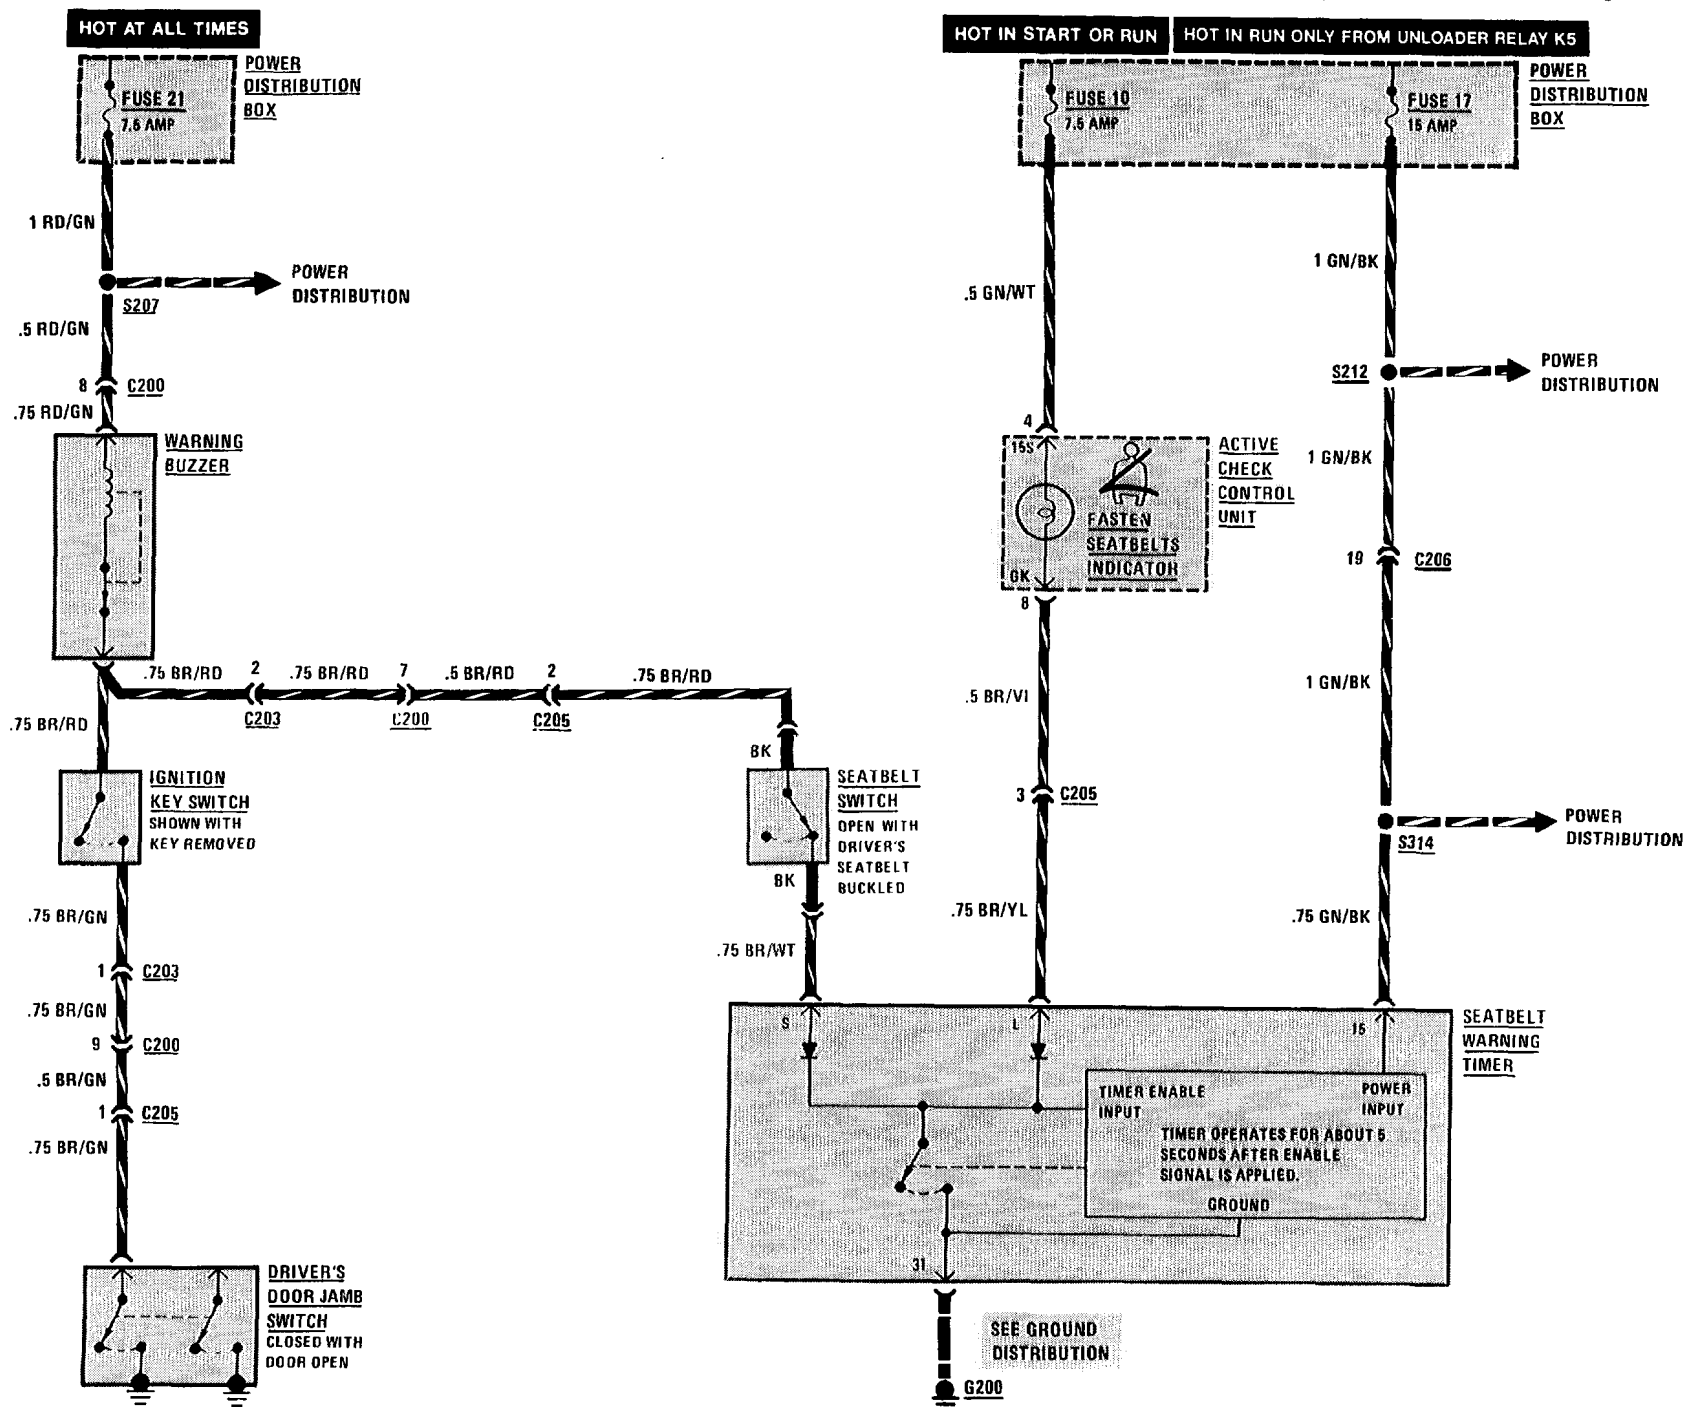 HOT AT ALL TIMES
POWER
DISTRIBUTION
BOX
FUSE 21
7.5 AMP
1 RD/GN
POWER
DISTRIBUTION
S207
.5 RD/GN
8
C200
.75 RD/GN
WARNING
BUZZER
.75 BR/RD
2
.75 BR/RD
7
.5 BR/RD
2
.75 BR/RD
C203
C200
C205
.75 BR/RD
IGNITION
KEY SWITCH
SHOWN WITH
KEY REMOVED
.75 BR/GN
1
C203
.75 BR/GN
9
C200
.5 BR/GN
1
C205
.75 BR/GN
DRIVER'S
DOOR JAMB
SWITCH
CLOSED WITH
DOOR OPEN
BK
SEATBELT
SWITCH
OPEN WITH
DRIVER'S
SEATBELT
BUCKLED
BK
.75 BR/WT
HOT IN START OR RUN
HOT IN RUN ONLY FROM UNLOADER RELAY K5
POWER
DISTRIBUTION
BOX
FUSE 10
7.5 AMP
FUSE 17
15 AMP
.5 GN/WT
1 GN/BK
S212
POWER
DISTRIBUTION
4
15S
FASTEN
SEATBELTS
INDICATOR
GK
8
ACTIVE
CHECK
CONTROL
UNIT
1 GN/BK
19
C206
.5 BR/VI
1 GN/BK
3
C205
S314
POWER
DISTRIBUTION
.75 BR/YL
.75 GN/BK
S
L
15
SEATBELT
WARNING
TIMER
TIMER ENABLE
INPUT
POWER
INPUT
TIMER OPERATES FOR ABOUT 5
SECONDS AFTER ENABLE
SIGNAL IS APPLIED.
GROUND
31
SEE GROUND
DISTRIBUTION
G200